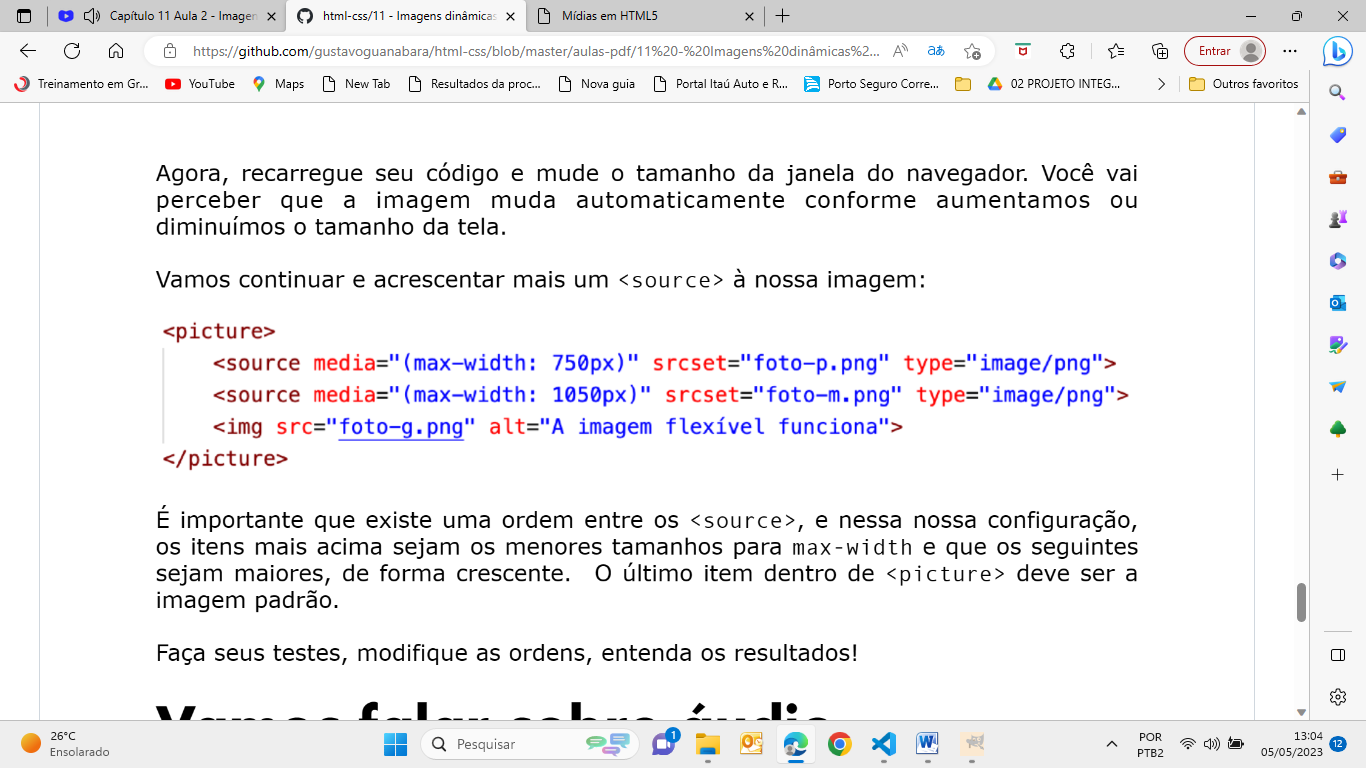 Capítulo 11 Aula 2 - Imagen
html-css/11 - Imagens dinâmicas
Mídias em HTML5
https://github.com/gustavoguanabara/html-css/blob/master/aulas-pdf/11%20-%20Imagens%20dinâmicas%2...
Entrar
Treinamento em Gr...
YouTube
Maps
New Tab
Resultados da proc...
Nova guia
Portal Itaú Auto e R...
Porto Seguro Corre...
02 PROJETO INTEG...
Outros favoritos
Agora, recarregue seu código e mude o tamanho da janela do navegador. Você vai
perceber que a imagem muda automaticamente conforme aumentamos ou
diminuímos o tamanho da tela.
Vamos continuar e acrescentar mais um <source> à nossa imagem:
<picture>
<source media="(max-width: 750px)" srcset="foto-p.png" type="image/png">
<source media="(max-width: 1050px)" srcset="foto-m.png" type="image/png">
<img src="foto-g.png" alt="A imagem flexível funciona">
</picture>
É importante que existe uma ordem entre os <source>, e nessa nossa configuração,
os itens mais acima sejam os menores tamanhos para max-width e que os seguintes
sejam maiores, de forma crescente. O último item dentro de <picture> deve ser a
imagem padrão.
Faça seus testes, modifique as ordens, entenda os resultados!
Vamos falar sobre áudio
26°C
Ensolarado
Pesquisar
1
POR
PTB2
13:04
05/05/2023
12